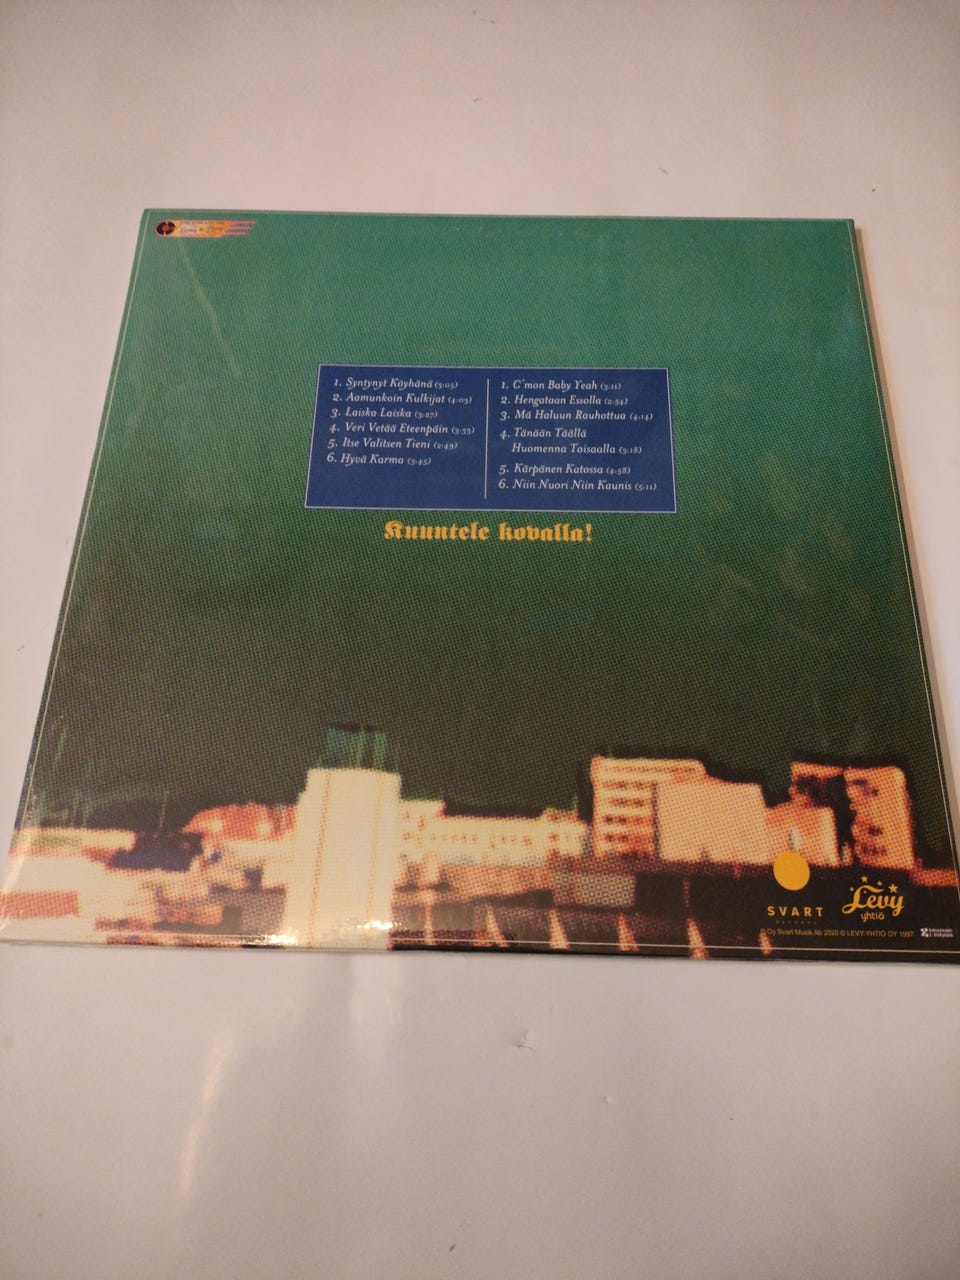 1. Syntynyt Köyhänä (3:05)
2. Aamunkoin Kulkijat (4:03)
3. Laiska Laiska (3:27)
4. Veri Vetää Eteenpäin (3:33)
5. Itse Valitsen Tieni (2:49)
6. Hyvä Karma (3:45)
1. C'mon Baby Yeah (3:11)
2. Hengataan Essolla (2:54)
3. Mä Haluun Rauhottua (4:14)
4. Tänään Täällä
Huomenna Toisaalla (3:18)
5. Kärpänen Katossa (4:58)
6. Niin Nuori Niin Kaunis (5:11)
Kuuntele kovalla!
SVART
RECORDS
Levy
yhtiö
Oy Svart Musik Ab 2020 © LEVY-YHTIÖ OY 1997